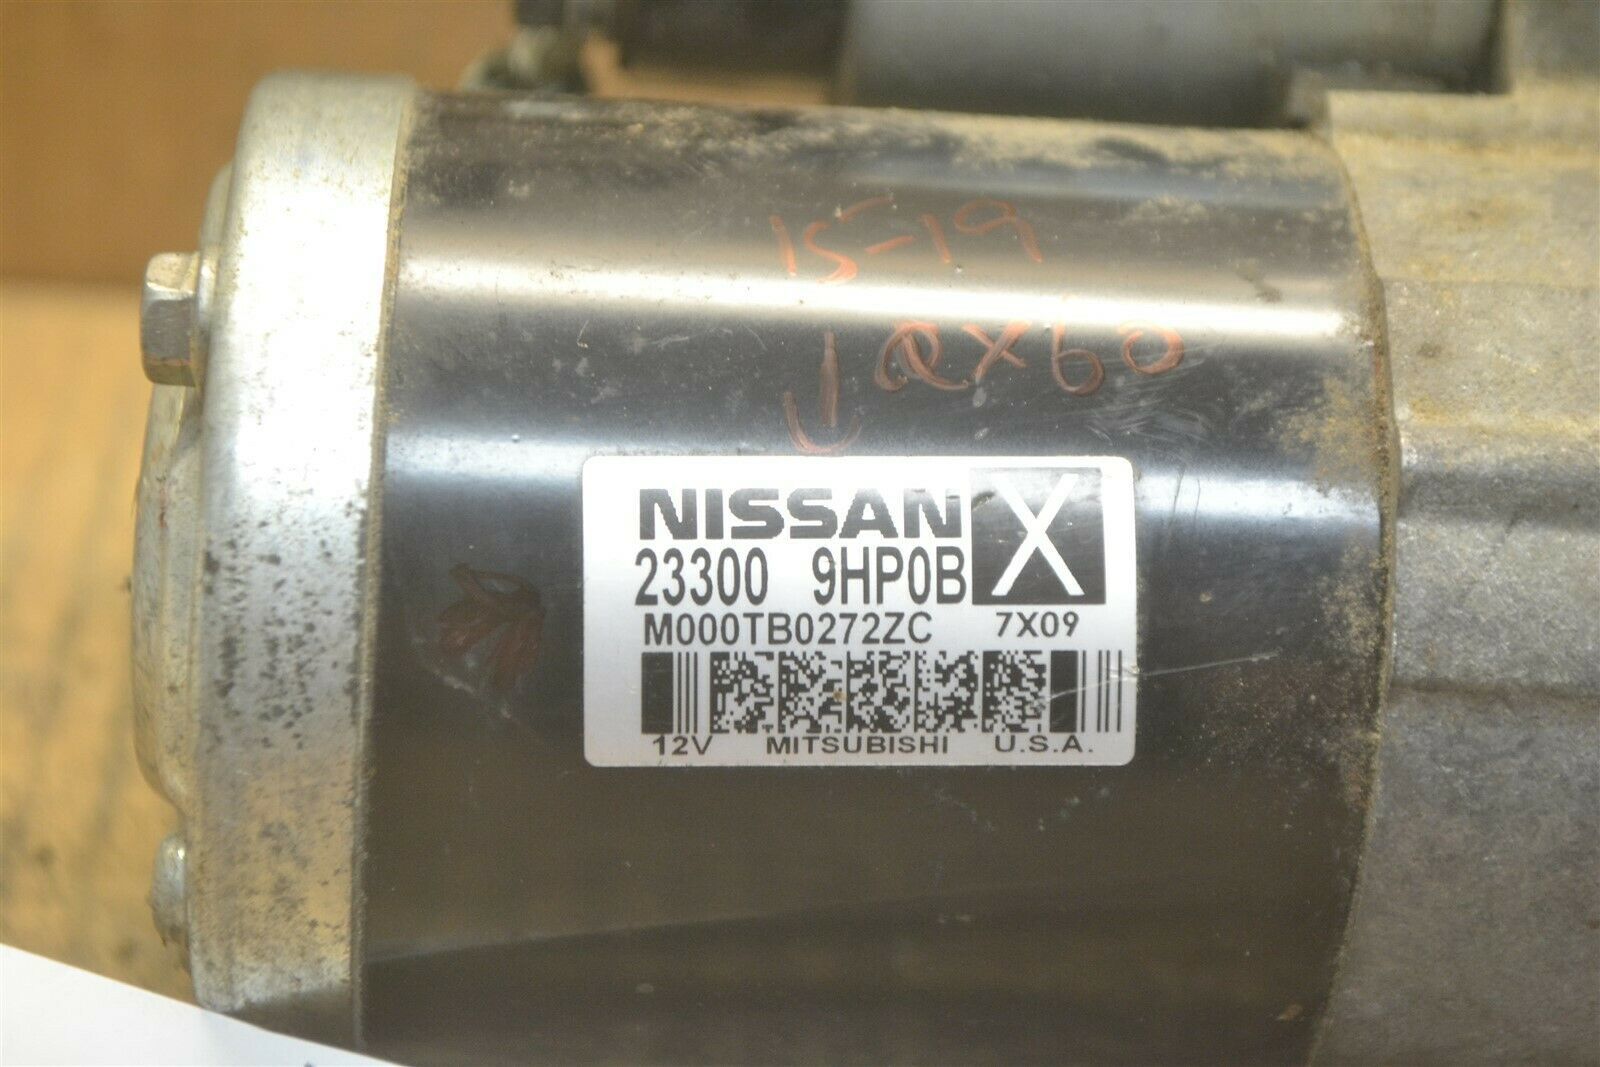 15-19
QX60
NISSAN X
23300 9HP0B
M000TB0272ZC 7X09
12V MITSUBISHI U.S.A.